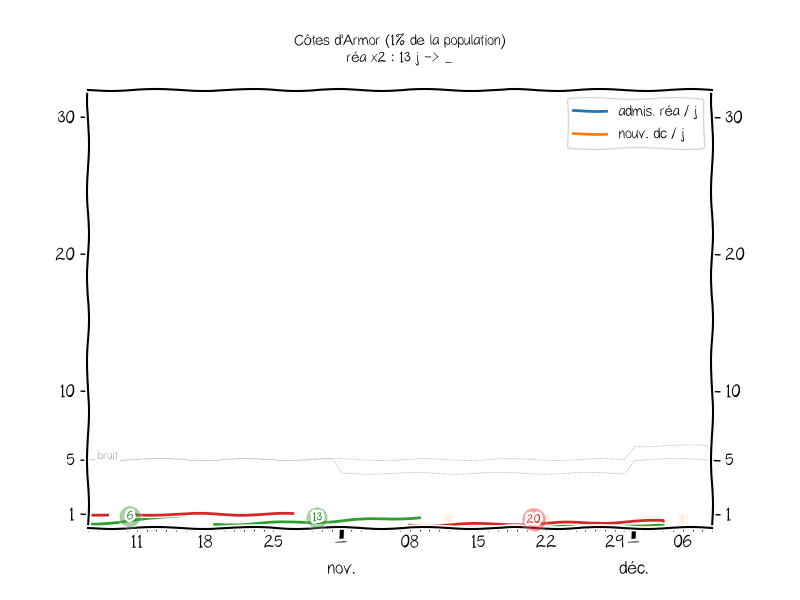 Côtes d'Armor (1% de la population)
réa x2 : 13 j -> _
30
30
admis. réa / j
nouv. dc / j
20
20
10
10
bruit
5
5
1
6
13
20
1
11 18 25 08 15 22 29 06
nov. déc.